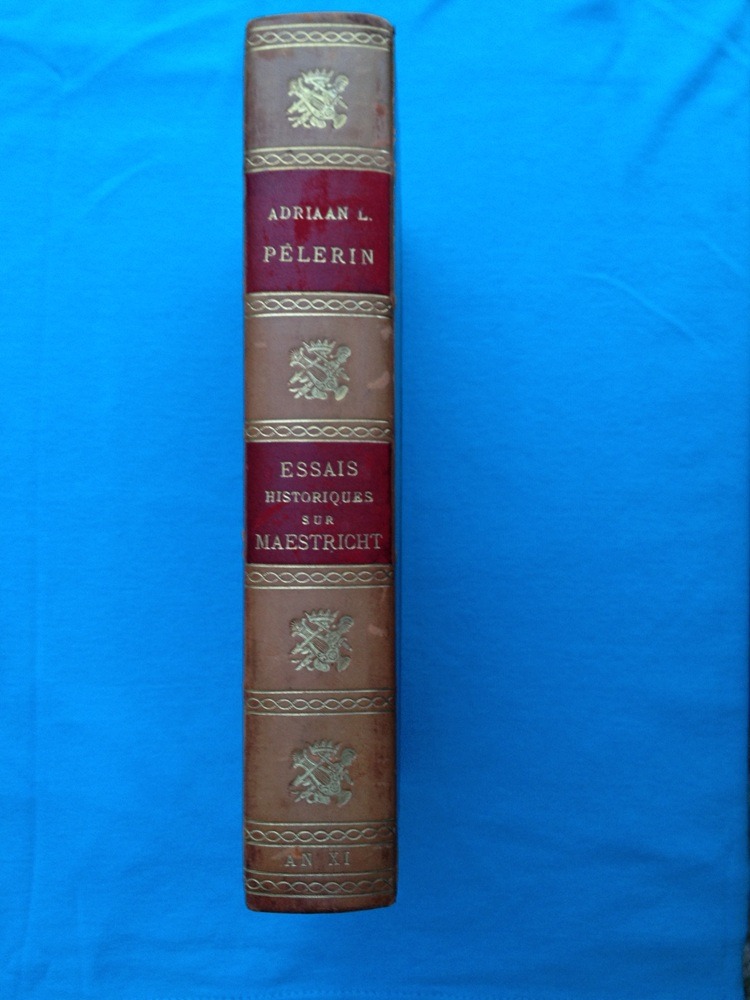 ADRIAAN L.
PÉLERIN
ESSAIS
HISTORIQUES
SUR
MAESTRICHT
AN XI